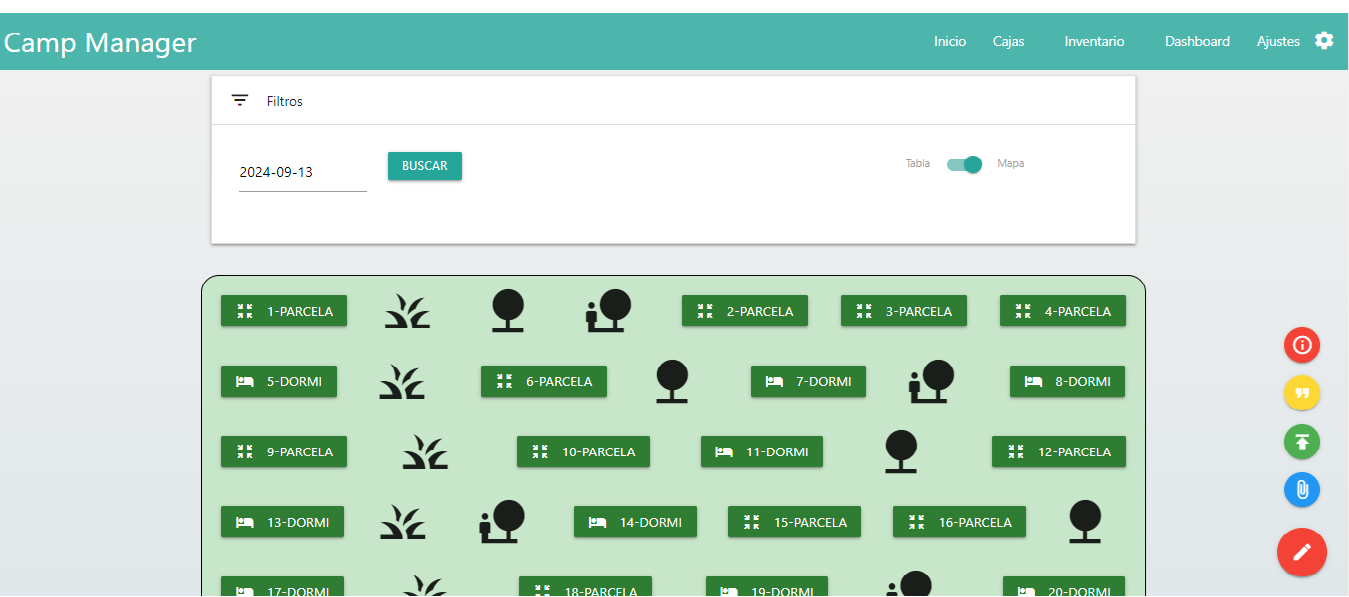 Camp Manager
Inicio Cajas Inventario Dashboard Ajustes
Filtros
2024-09-13 BUSCAR Tabla Mapa
1-PARCELA 2-PARCELA 3-PARCELA 4-PARCELA
5-DORMI 6-PARCELA 7-DORMI 8-DORMI
9-PARCELA 10-PARCELA 11-DORMI 12-PARCELA
13-DORMI 14-DORMI 15-PARCELA 16-PARCELA
17-DORMI 18-PARCELA 19-DORMI 20-DORMI